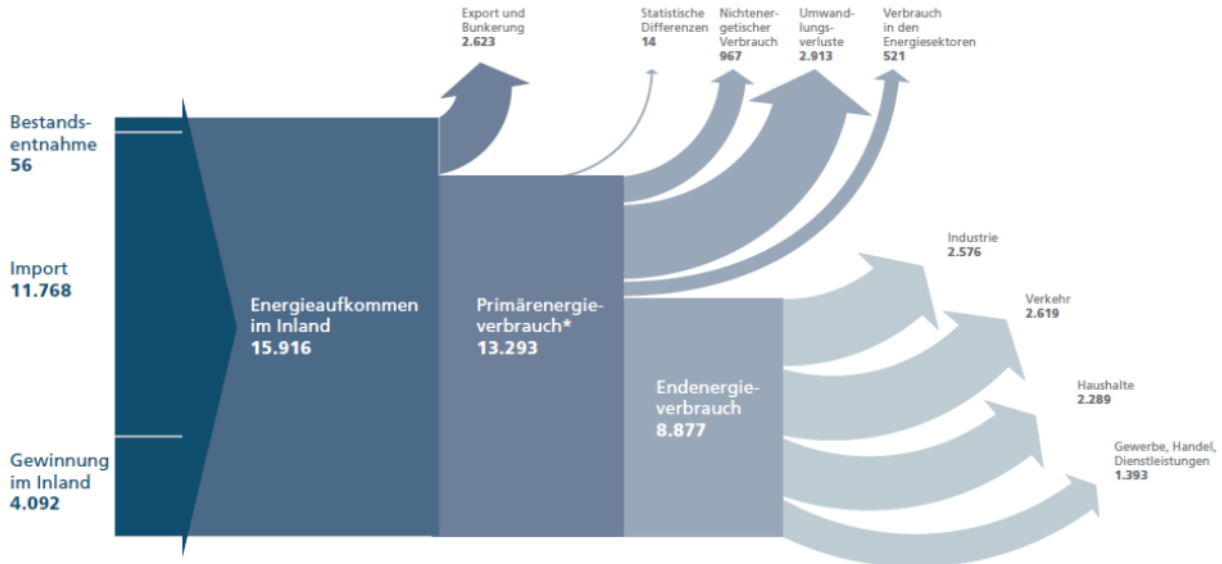 Export und
Bunkerung
2.623
Statistische
Differenzen
14
Nichtener-
getischer
Verbrauch
967
Umwand-
lungs-
verluste
2.913
Verbrauch
in den
Energiesektoren
521
Bestands-
entnahme
56
Import
11.768
Gewinnung
im Inland
4.092
Energieaufkommen
im Inland
15.916
Primärenergie-
verbrauch*
13.293
Endenergie-
verbrauch
8.877
Industrie
2.576
Verkehr
2.619
Haushalte
2.289
Gewerbe, Handel,
Dienstleistungen
1.393